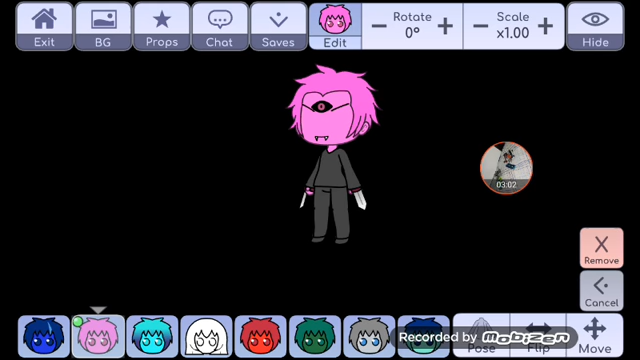 Exit
BG
Props
Chat
Saves
Edit
Rotate
0°
Scale
x1.00
Hide
03:02
Remove
Cancel
Pose
Flip
Move
Recorded by mobizen